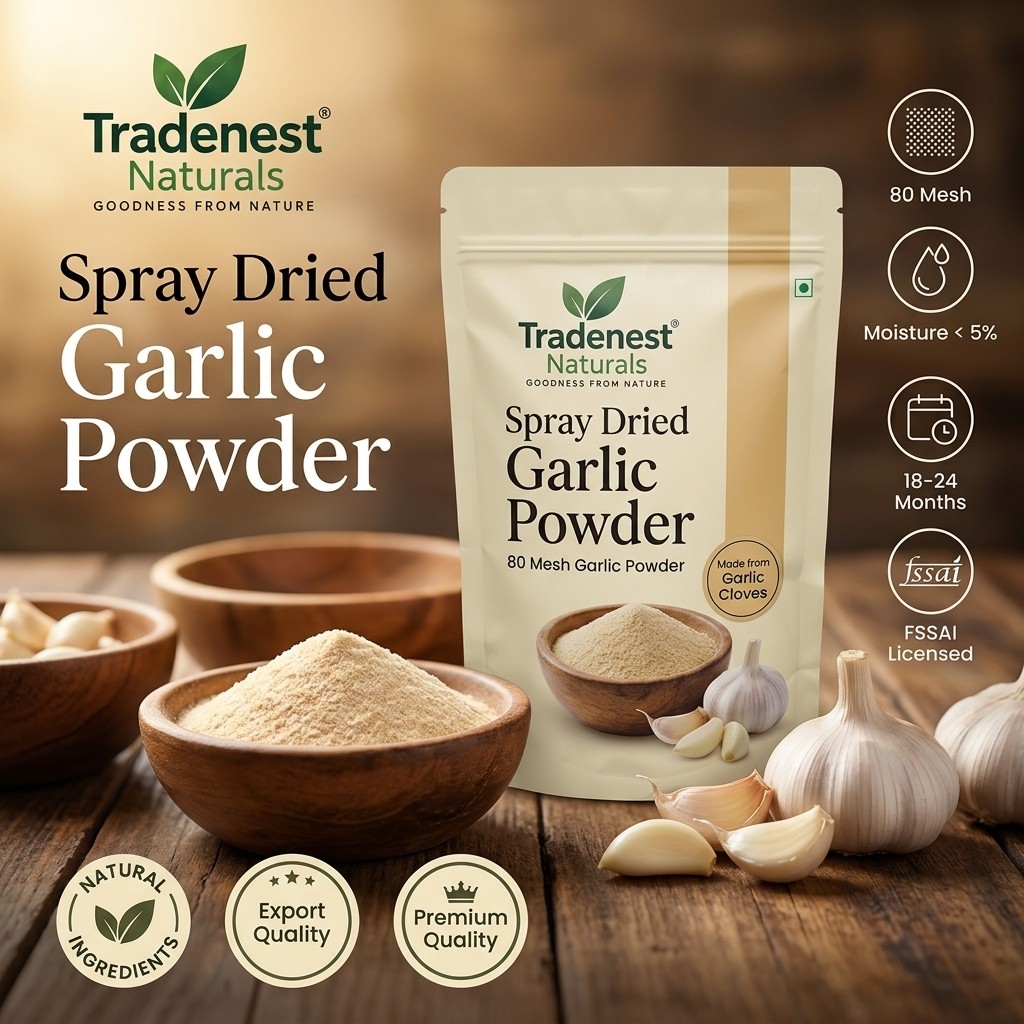 Tradenest®
Naturals
GOODNESS FROM NATURE
Spray Dried
Garlic
Powder
Tradenest®
Naturals
GOODNESS FROM NATURE
Spray Dried
Garlic
Powder
80 Mesh Garlic Powder
Made from
Garlic
Cloves
80 Mesh
Moisture < 5%
18-24
Months
fssai
FSSAI
Licensed
NATURAL
INGREDIENTS
Export
Quality
Premium
Quality